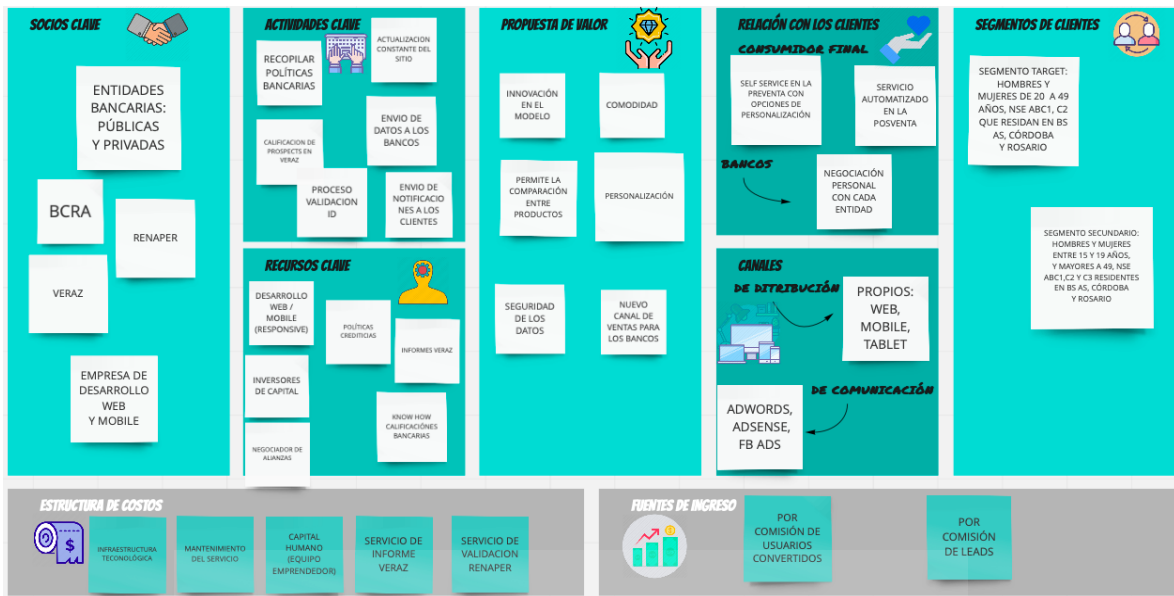 SOCIOS CLAVE
ENTIDADES
BANCARIAS:
PÚBLICAS
Y PRIVADAS
BCRA
RENAPER
VERAZ
EMPRESA DE
DESARROLLO
WEB
Y MOBILE
ACTIVIDADES CLAVE
RECOPILAR
POLÍTICAS
BANCARIAS
ACTUALIZACION
CONSTANTE DEL
SITIO
CALIFICACION DE
PROSPECTS EN
VERAZ
ENVIO DE
DATOS A LOS
BANCOS
PROCESO
VALIDACION
ID
ENVIO DE
NOTIFICACIO
NES A LOS
CLIENTES
RECURSOS CLAVE
DESARROLLO
WEB /
MOBILE
(RESPONSIVE)
POLÍTICAS
CREDITICIAS
INFORMES VERAZ
INVERSORES
DE CAPITAL
KNOW HOW
CALIFICACIÓNES
BANCARIAS
NEGOCIADOR DE
ALIANZAS
PROPUESTA DE VALOR
INNOVACIÓN
EN EL
MODELO
COMODIDAD
PERMITE LA
COMPARACIÓN
ENTRE
PRODUCTOS
PERSONALIZACIÓN
SEGURIDAD
DE LOS
DATOS
NUEVO
CANAL DE
VENTAS PARA
LOS BANCOS
RELACIÓN CON LOS CLIENTES
CONSUMIDOR FINAL
SELF SERVICE EN LA
PREVENTA CON
OPCIONES DE
PERSONALIZACIÓN
SERVICIO
AUTOMATIZADO
EN LA
POSVENTA
BANCOS
NEGOCIACIÓN
PERSONAL
CON CADA
ENTIDAD
CANALES
DE DITRIBUCIÓN
PROPIOS:
WEB,
MOBILE,
TABLET
DE COMUNICACIÓN
ADWORDS,
ADSENSE,
FB ADS
SEGMENTOS DE CLIENTES
SEGMENTO TARGET:
HOMBRES Y
MUJERES DE 20 A 49
AÑOS, NSE ABC1, C2
QUE RESIDAN EN BS
AS, CÓRDOBA
Y ROSARIO
SEGMENTO SECUNDARIO:
HOMBRES Y MUJERES
ENTRE 15 Y 19 AÑOS,
Y MAYORES A 49, NSE
ABC1,C2 Y C3 RESIDENTES
EN BS AS, CÓRDOBA
Y ROSARIO
ESTRUCTURA DE COSTOS
$
INFRAESTRUCTURA
TECONOLÓGICA
MANTENIMIENTO
DEL SERVICIO
CAPITAL
HUMANO
(EQUIPO
EMPRENDEDOR)
SERVICIO DE
INFORME
VERAZ
SERVICIO DE
VALIDACION
RENAPER
FUENTES DE INGRESO
POR
COMISIÓN DE
USUARIOS
CONVERTIDOS
POR
COMISIÓN
DE LEADS